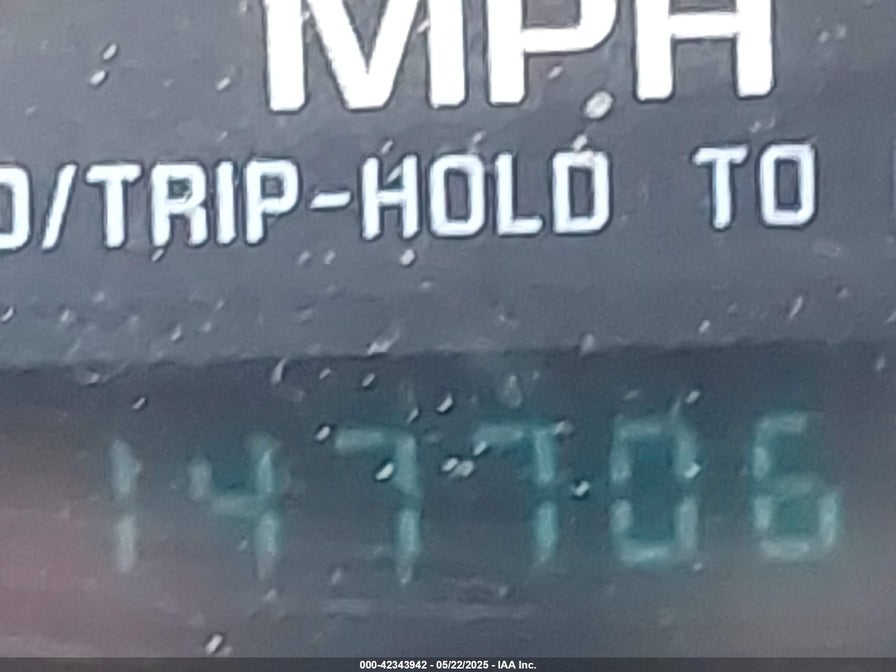 MPH
O/TRIP-HOLD TO
147706
000-42343942 - 05/22/2025 - IAA Inc.